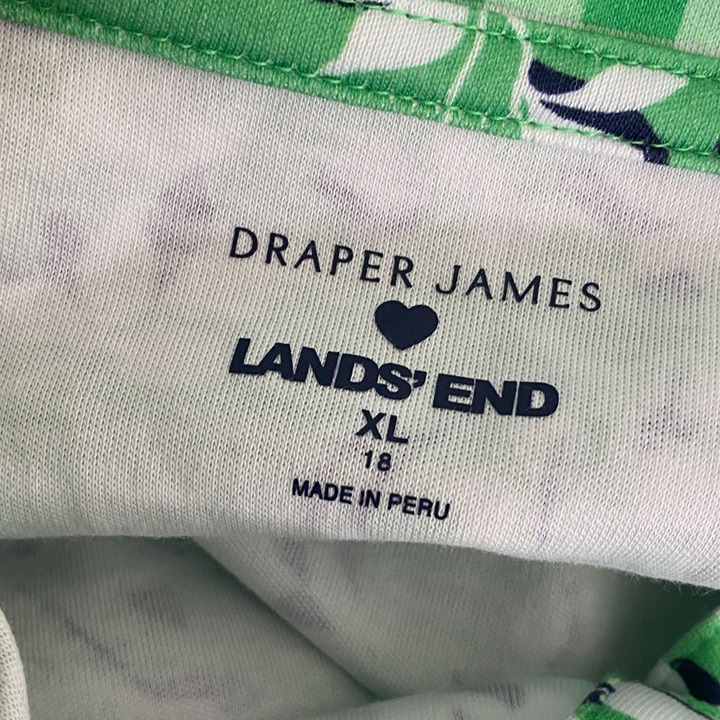 DRAPER JAMES
LANDS' END
XL
18
MADE IN PERU